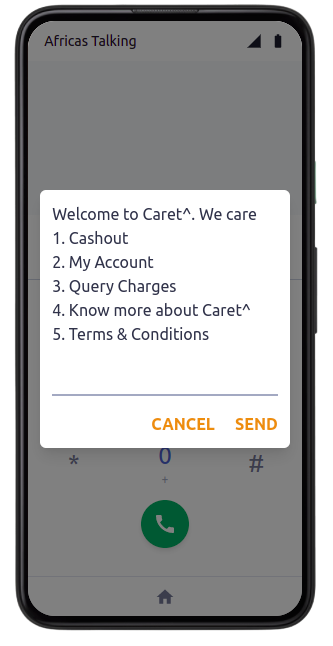 Africas Talking
Welcome to Caret^. We care
1. Cashout
2. My Account
3. Query Charges
4. Know more about Caret^
5. Terms & Conditions
CANCEL SEND
* 0 #
+